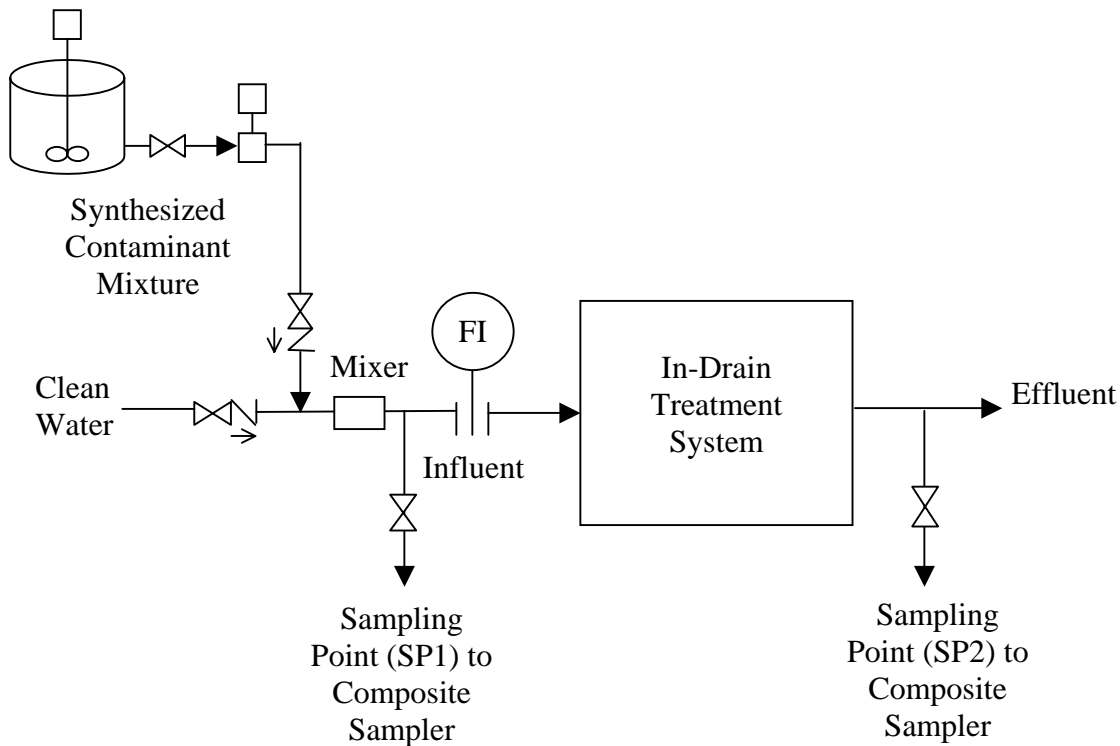 Synthesized
Contaminant
Mixture
FI
Mixer
Clean
Water
Influent
In-Drain
Treatment
System
Effluent
Sampling
Point (SP1) to
Composite
Sampler
Sampling
Point (SP2) to
Composite
Sampler